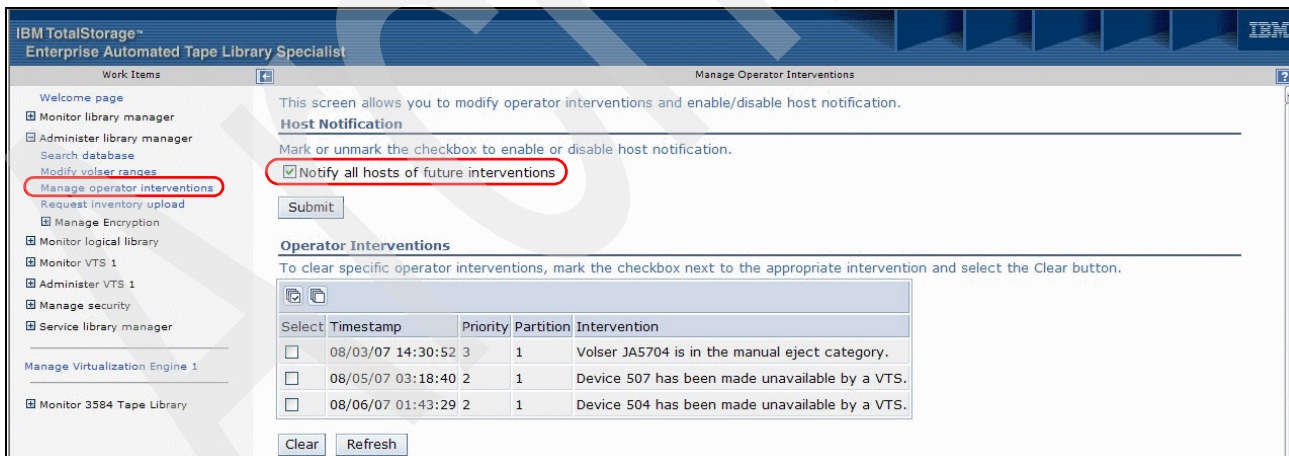 IBM TotalStorage™
Enterprise Automated Tape Library Specialist
IBM
Work Items
Manage Operator Interventions
?
Welcome page
Monitor library manager
Administer library manager
Search database
Modify volser ranges
Manage operator interventions
Request inventory upload
Manage Encryption
Monitor logical library
Monitor VTS 1
Administer VTS 1
Manage security
Service library manager
Manage Virtualization Engine 1
Monitor 3584 Tape Library
This screen allows you to modify operator interventions and enable/disable host notification.
Host Notification
Mark or unmark the checkbox to enable or disable host notification.
Notify all hosts of future interventions
Submit
Operator Interventions
To clear specific operator interventions, mark the checkbox next to the appropriate intervention and select the Clear button.
Select Timestamp Priority Partition Intervention
08/03/07 14:30:52 3 1 Volser JA5704 is in the manual eject category.
08/05/07 03:18:40 2 1 Device 507 has been made unavailable by a VTS.
08/06/07 01:43:29 2 1 Device 504 has been made unavailable by a VTS.
Clear Refresh